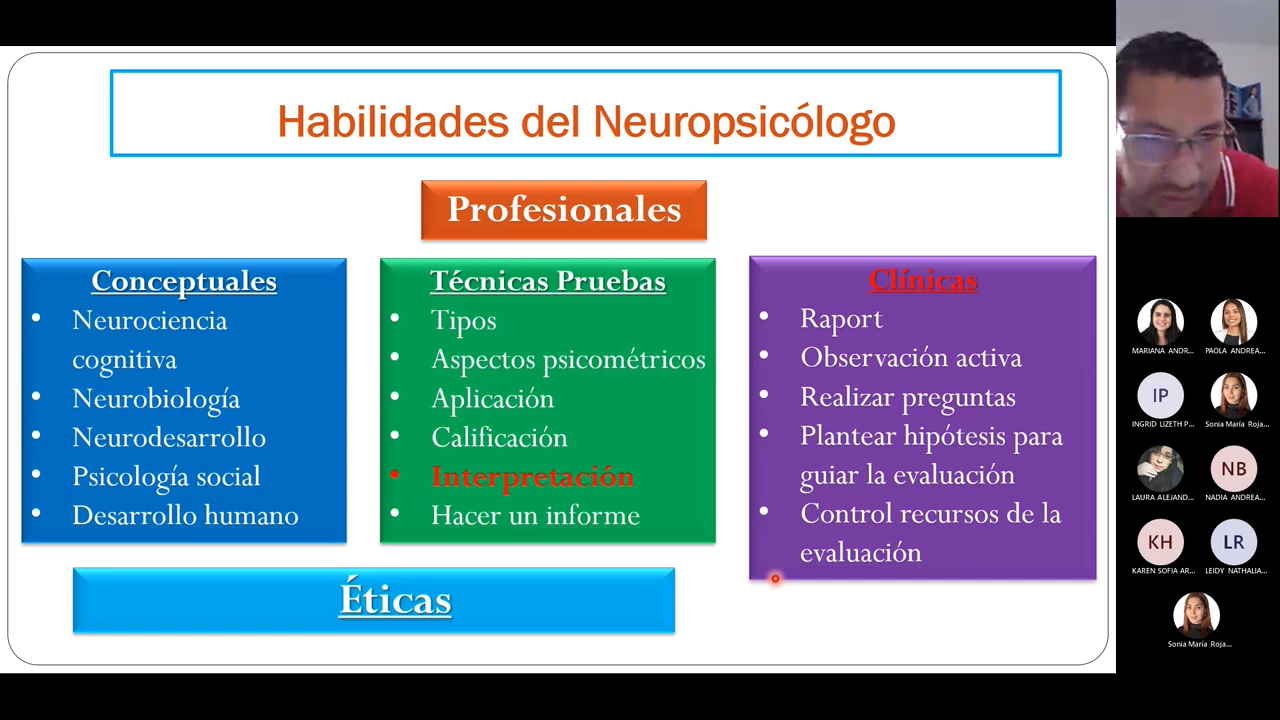 Habilidades del Neuropsicólogo
Profesionales
Conceptuales
Neurociencia
cognitiva
Neurobiología
Neurodesarrollo
Psicología social
Desarrollo humano
Técnicas Pruebas
Tipos
Aspectos psicométricos
Aplicación
Calificación
Interpretación
Hacer un informe
Clínicas
Raport
Observación activa
Realizar preguntas
Plantear hipótesis para
guiar la evaluación
Control recursos de la
evaluación
Éticas
MARIANA ANDR...
PAOLA ANDREA...
IP
INGRID LIZETH P...
Sonia María Roja...
LAURA ALEJAND...
NB
NADIA ANDREA...
KH
KAREN SOFIA AR...
LR
LEIDY NATHALIA...
Sonia María Roja...